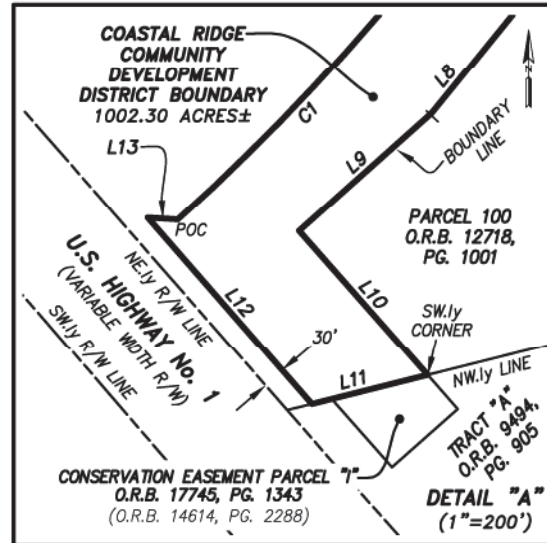 COASTAL RIDGE
COMMUNITY
DEVELOPMENT
DISTRICT BOUNDARY
1002.30 ACRES±
C1
L8
N
L13
L9
BOUNDARY
LINE
POC
PARCEL 100
O.R.B. 12718,
PG. 1001
U.S. HIGHWAY No. 1
(VARIABLE WIDTH R/W)
NE.ly R/W LINE
SW.ly R/W LINE
L12
L10
30'
SW.ly
CORNER
L11
NW.ly LINE
TRACT "A"
O.R.B. 9494,
PG. 905
CONSERVATION EASEMENT PARCEL "I"
O.R.B. 17745, PG. 1343
(O.R.B. 14614, PG. 2288)
DETAIL "A"
(1"=200')